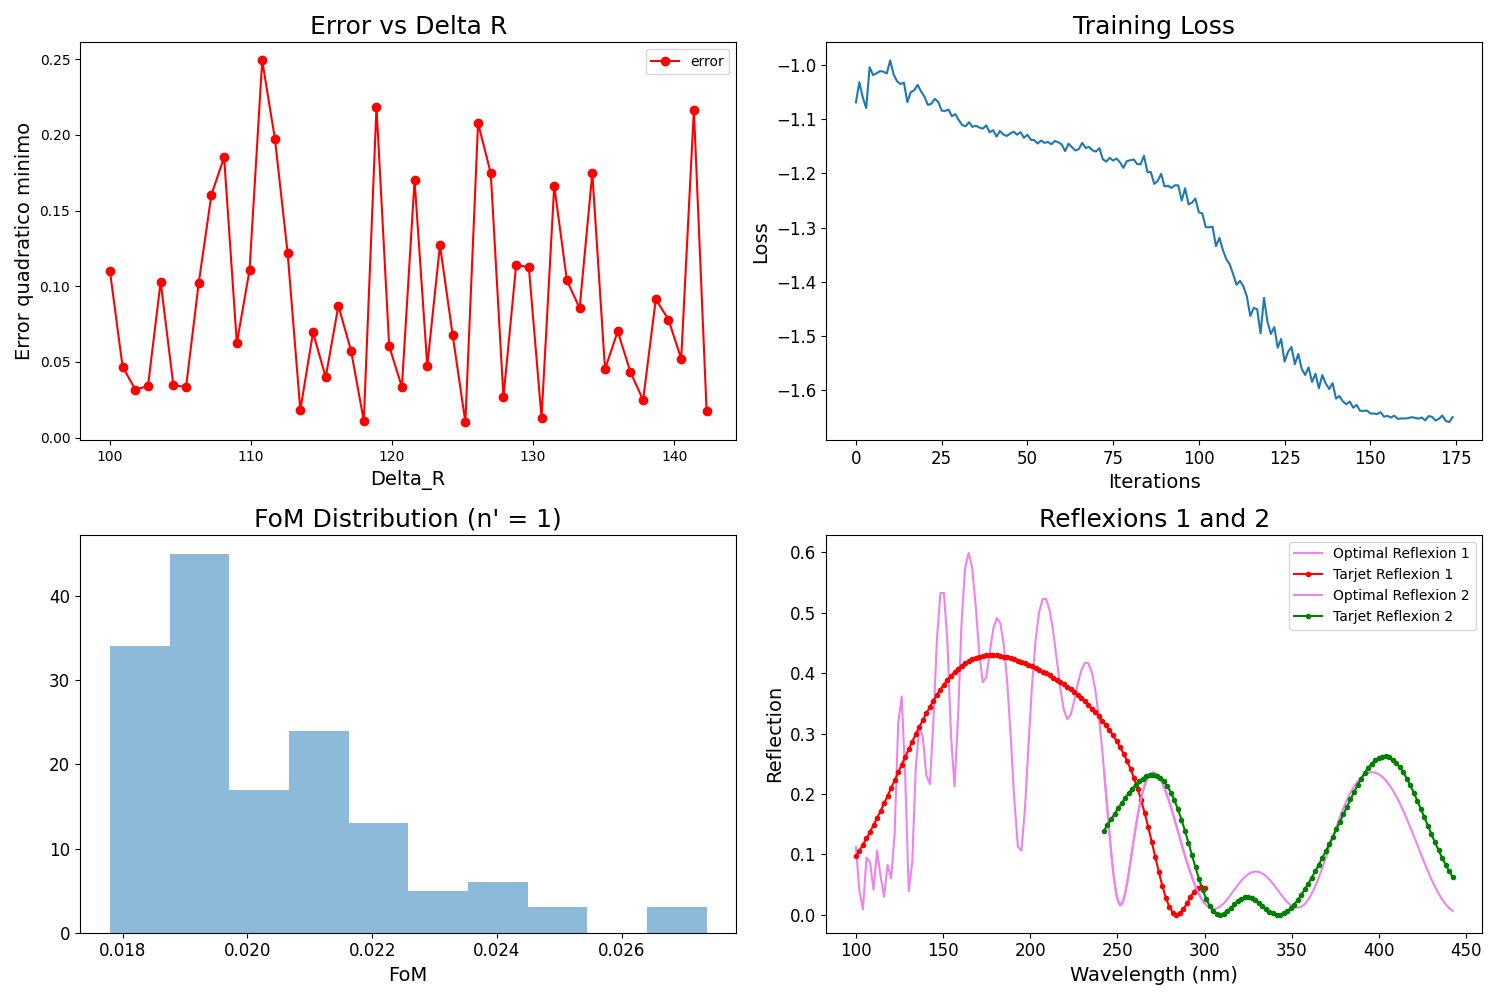 Error vs Delta R
error
Error quadratico minimo
0.25
0.20
0.15
0.10
0.05
0.00
100 110 120 130 140
Delta_R
Training Loss
Loss
−1.0
−1.1
−1.2
−1.3
−1.4
−1.5
−1.6
0 25 50 75 100 125 150 175
Iterations
FoM Distribution (n' = 1)
40
30
20
10
0
0.018 0.020 0.022 0.024 0.026
FoM
Reflexions 1 and 2
Optimal Reflexion 1
Tarjet Reflexion 1
Optimal Reflexion 2
Tarjet Reflexion 2
Reflection
0.6
0.5
0.4
0.3
0.2
0.1
0.0
100 150 200 250 300 350 400 450
Wavelength (nm)